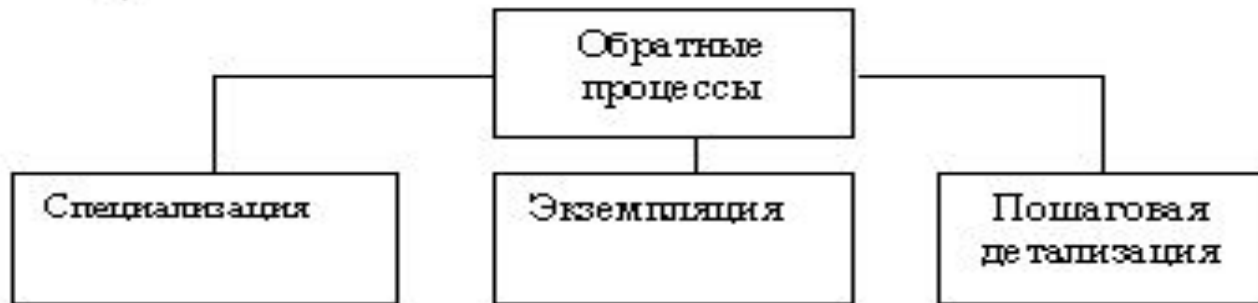 Обратные
процессы
Специализация
Экземпляция
Пошаговая
детализация